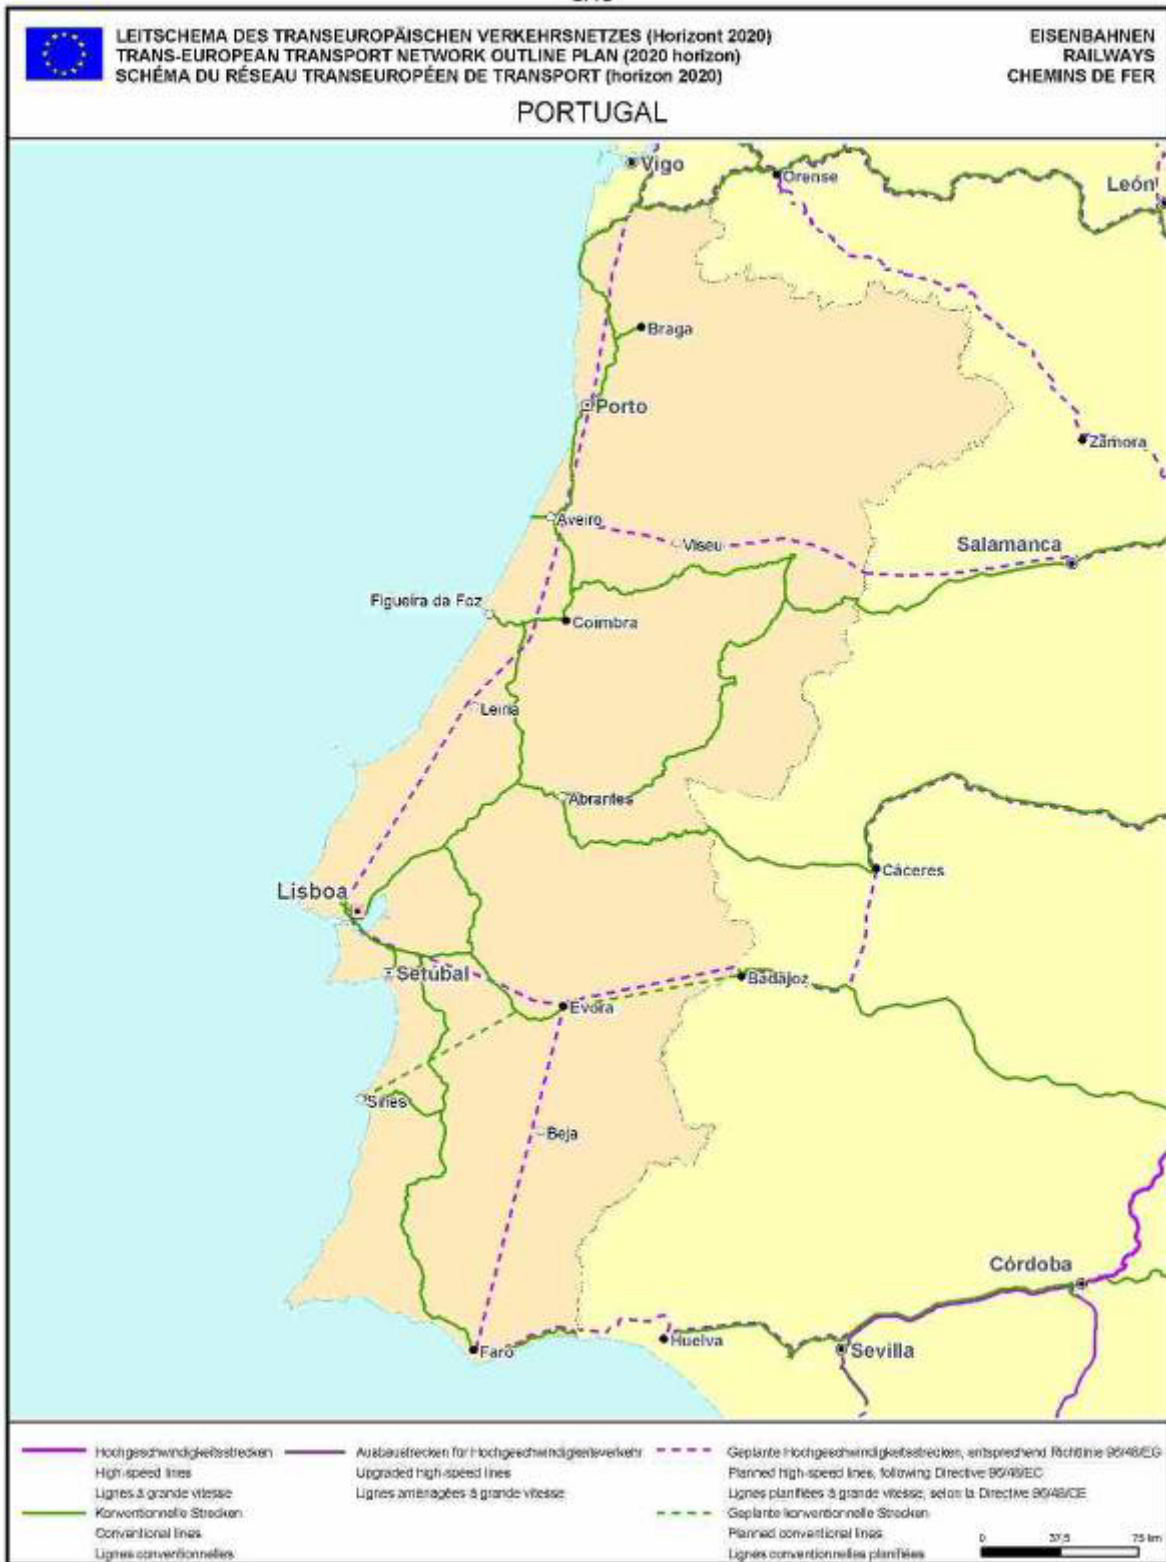 LEITSCHEMA DES TRANSEUROPÄISCHEN VERKEHRSNETZES (Horizont 2020)
TRANS-EUROPEAN TRANSPORT NETWORK OUTLINE PLAN (2020 horizon)
SCHÉMA DU RÉSEAU TRANSEUROPÉEN DE TRANSPORT (horizon 2020)
EISENBAHNEN
RAILWAYS
CHEMINS DE FER
PORTUGAL
Vigo
Orense
León
Braga
Porto
Zamora
Aveiro
Viseu
Salamanca
Figueira da Foz
Coimbra
Leiria
Abrantes
Cáceres
Lisboa
Setúbal
Badajoz
Evora
Sines
Beja
Córdoba
Faro
Huelva
Sevilla
Hochgeschwindigkeitsstrecken
High-speed lines
Lignes à grande vitesse
Konventionnelle Strecken
Conventional lines
Lignes conventionnelles
Ausbaustrecken für Hochgeschwindigkeitsverkehr
Upgraded high-speed lines
Lignes aménagées à grande vitesse
Geplante Hochgeschwindigkeitsstrecken, entsprechend Richtlinie 96/48/EG
Planned high-speed lines, following Directive 96/48/EC
Lignes planifiées à grande vitesse, selon la Directive 96/48/CE
Geplante konventionnelle Strecken
Planned conventional lines
Lignes conventionnelles planifiées
0 37,5 75 km